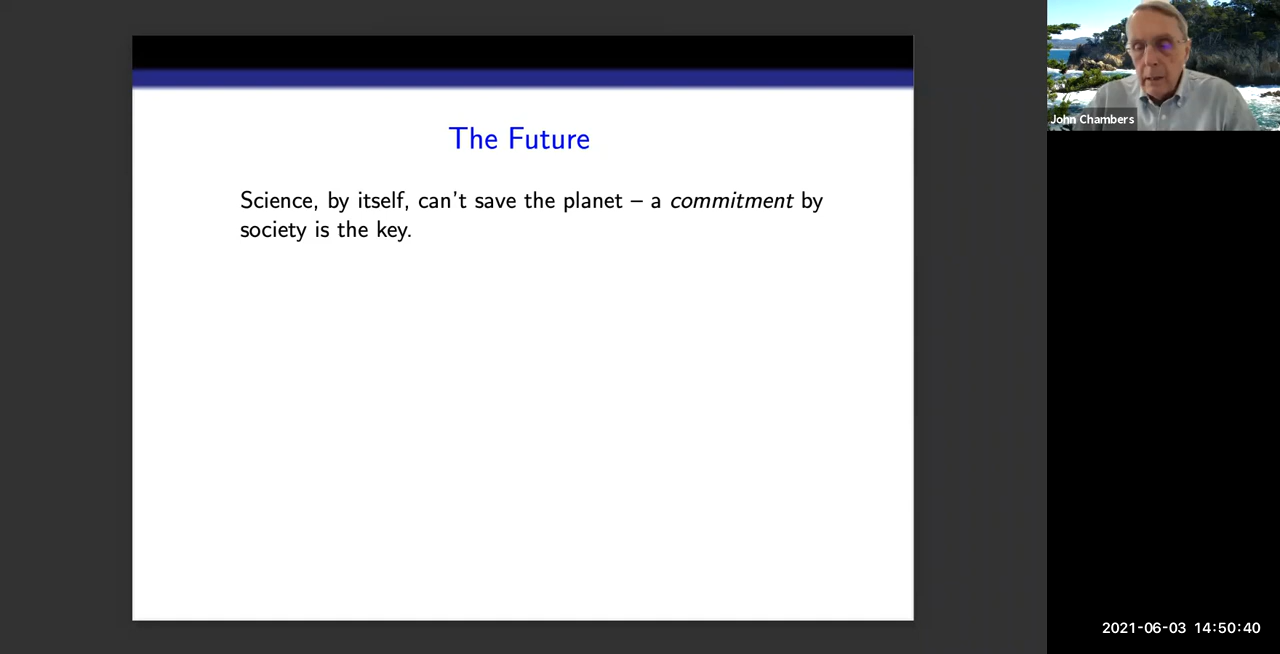 The Future
Science, by itself, can't save the planet – a commitment by
society is the key.
John Chambers
2021-06-03 14:50:40